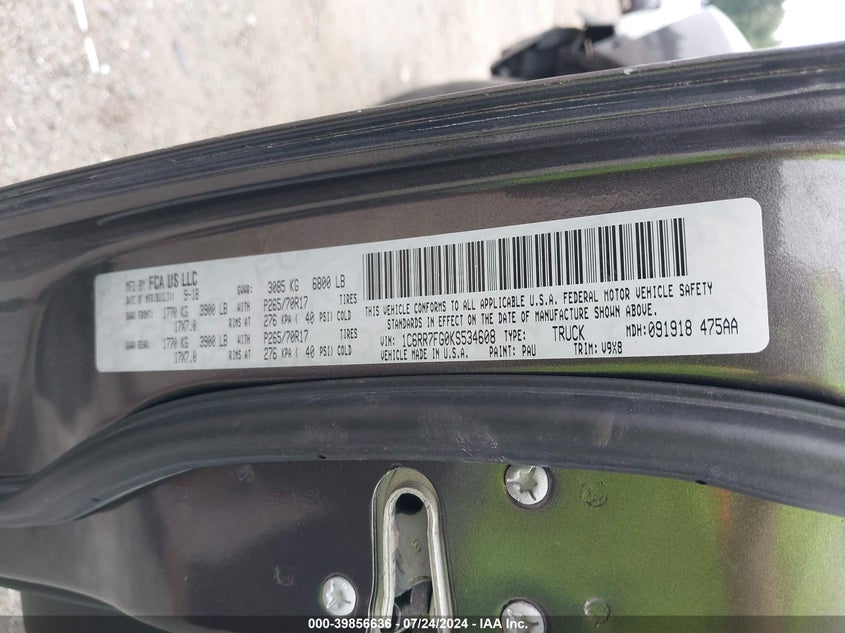 MFD BY FCA US LLC
DATE OF MFR(BUILT): 9-18 GVWR: 3085 KG 6800 LB
GAWR FRONT: 1770 KG 3900 LB WITH P265/70R17 TIRES
17X7.0 RIMS AT 276 KPA ( 40 PSI) COLD
GAWR REAR: 1770 KG 3900 LB WITH P265/70R17 TIRES
17X7.0 RIMS AT 276 KPA ( 40 PSI) COLD
THIS VEHICLE CONFORMS TO ALL APPLICABLE U.S.A. FEDERAL MOTOR VEHICLE SAFETY
STANDARDS IN EFFECT ON THE DATE OF MANUFACTURE SHOWN ABOVE.
VIN: 1C6RR7FG0KS534608 TYPE: TRUCK MDH:091918 475AA
MADE IN U.S.A. PAINT: PAU TRIM: V9X8
000-39856636 - 07/24/2024 - IAA Inc.